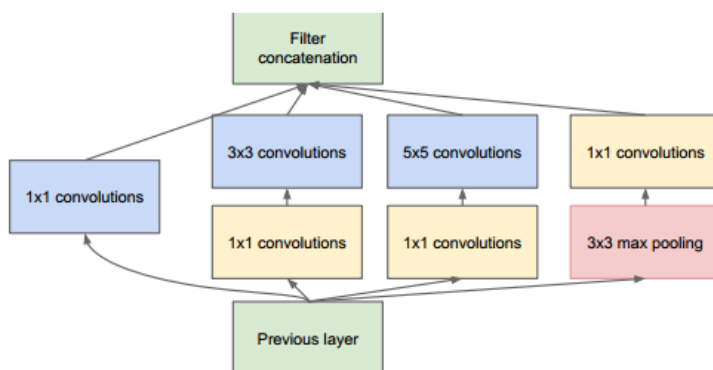 Filter
concatenation
3x3 convolutions
5x5 convolutions
1x1 convolutions
1x1 convolutions
1x1 convolutions
1x1 convolutions
3x3 max pooling
Previous layer